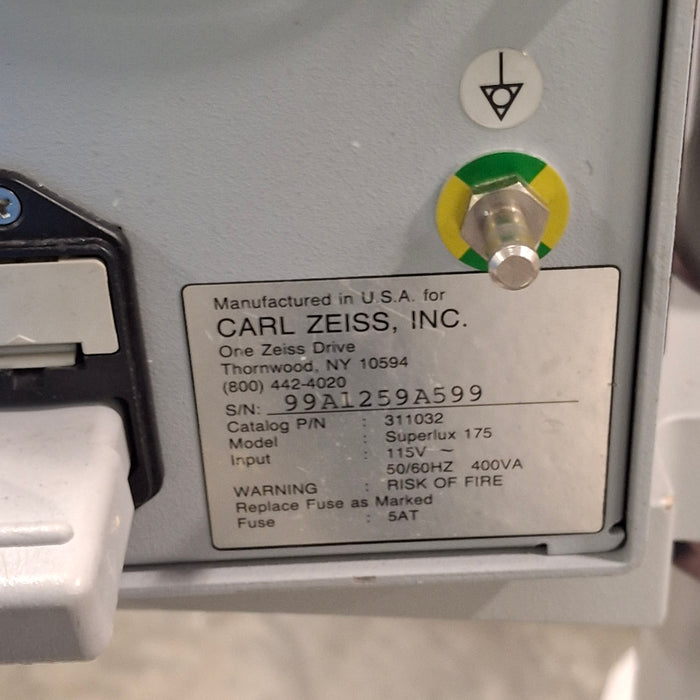 Manufactured in U.S.A. for
CARL ZEISS, INC.
One Zeiss Drive
Thornwood, NY 10594
(800) 442-4020
S/N: 99A1259A599
Catalog P/N : 311032
Model : Superlux 175
Input : 115V ~
50/60HZ 400VA
WARNING : RISK OF FIRE
Replace Fuse as Marked
Fuse : 5AT